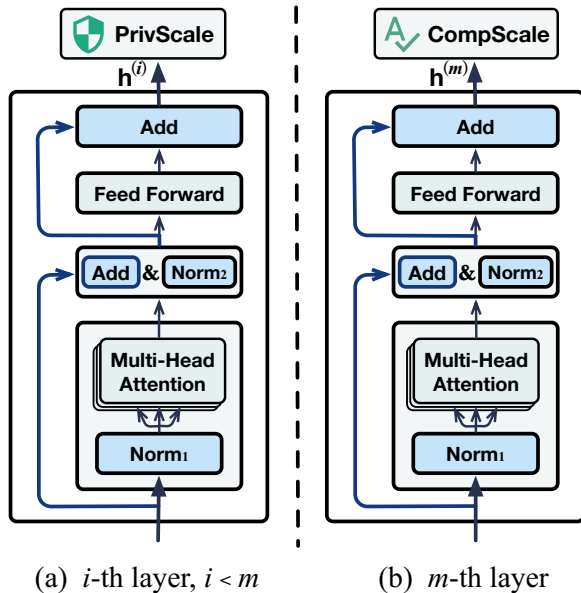 PrivScale
h(i)
Add
Feed Forward
Add & Norm2
Multi-Head
Attention
Norm1
(a) i-th layer, i < m
A CompScale
h(m)
Add
Feed Forward
Add & Norm2
Multi-Head
Attention
Norm1
(b) m-th layer